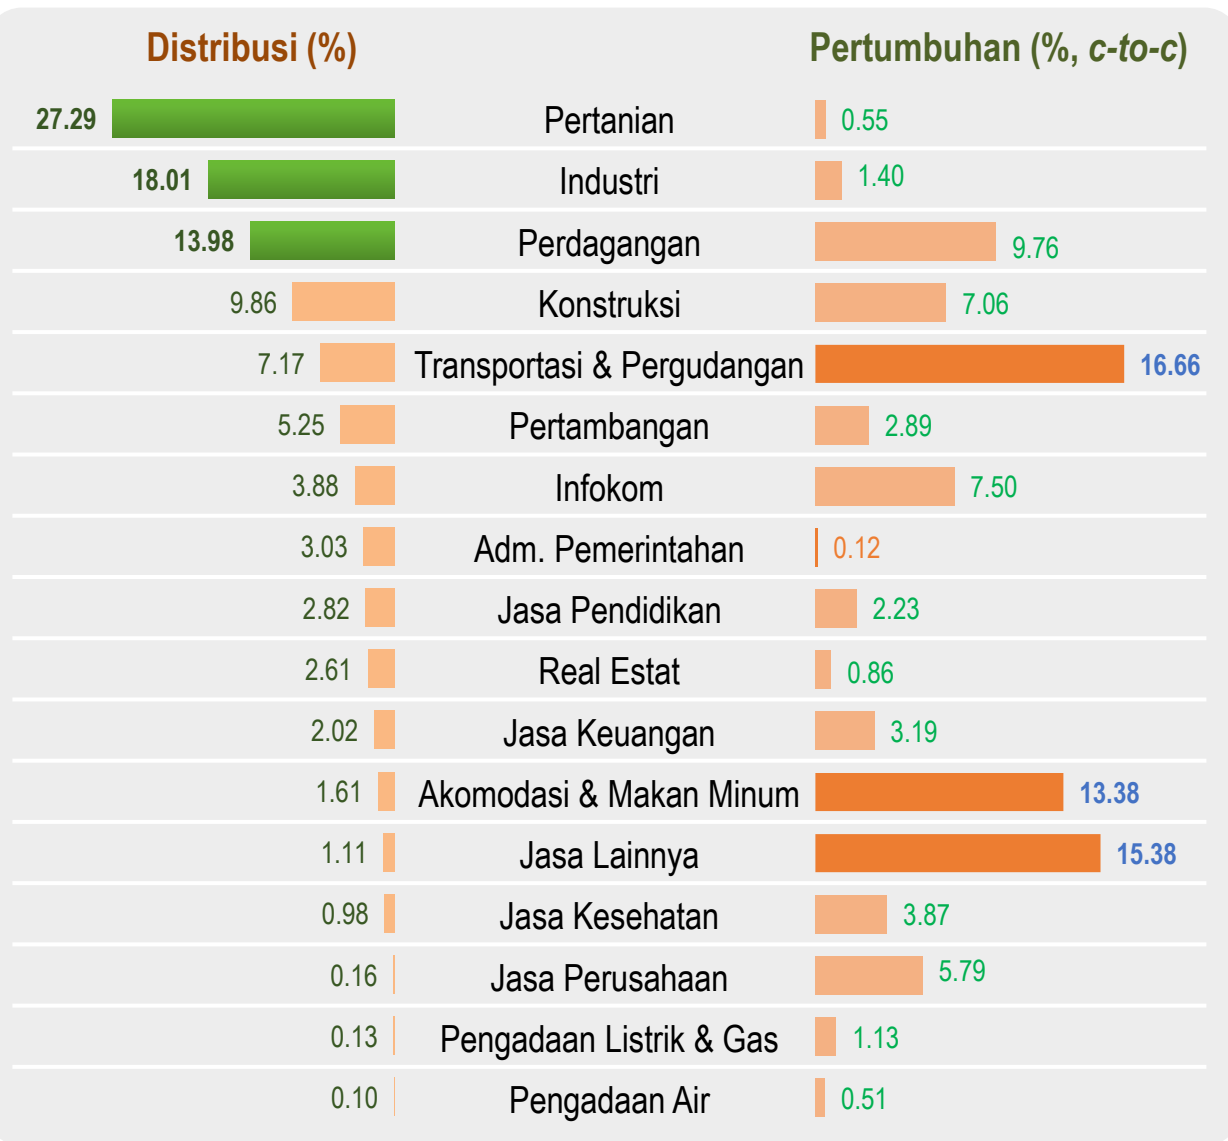 Distribusi (%) Pertumbuhan (%, c-to-c)
27.29 Pertanian 0.55
18.01 Industri 1.40
13.98 Perdagangan 9.76
9.86 Konstruksi 7.06
7.17 Transportasi & Pergudangan 16.66
5.25 Pertambangan 2.89
3.88 Infokom 7.50
3.03 Adm. Pemerintahan 0.12
2.82 Jasa Pendidikan 2.23
2.61 Real Estat 0.86
2.02 Jasa Keuangan 3.19
1.61 Akomodasi & Makan Minum 13.38
1.11 Jasa Lainnya 15.38
0.98 Jasa Kesehatan 3.87
0.16 Jasa Perusahaan 5.79
0.13 Pengadaan Listrik & Gas 1.13
0.10 Pengadaan Air 0.51